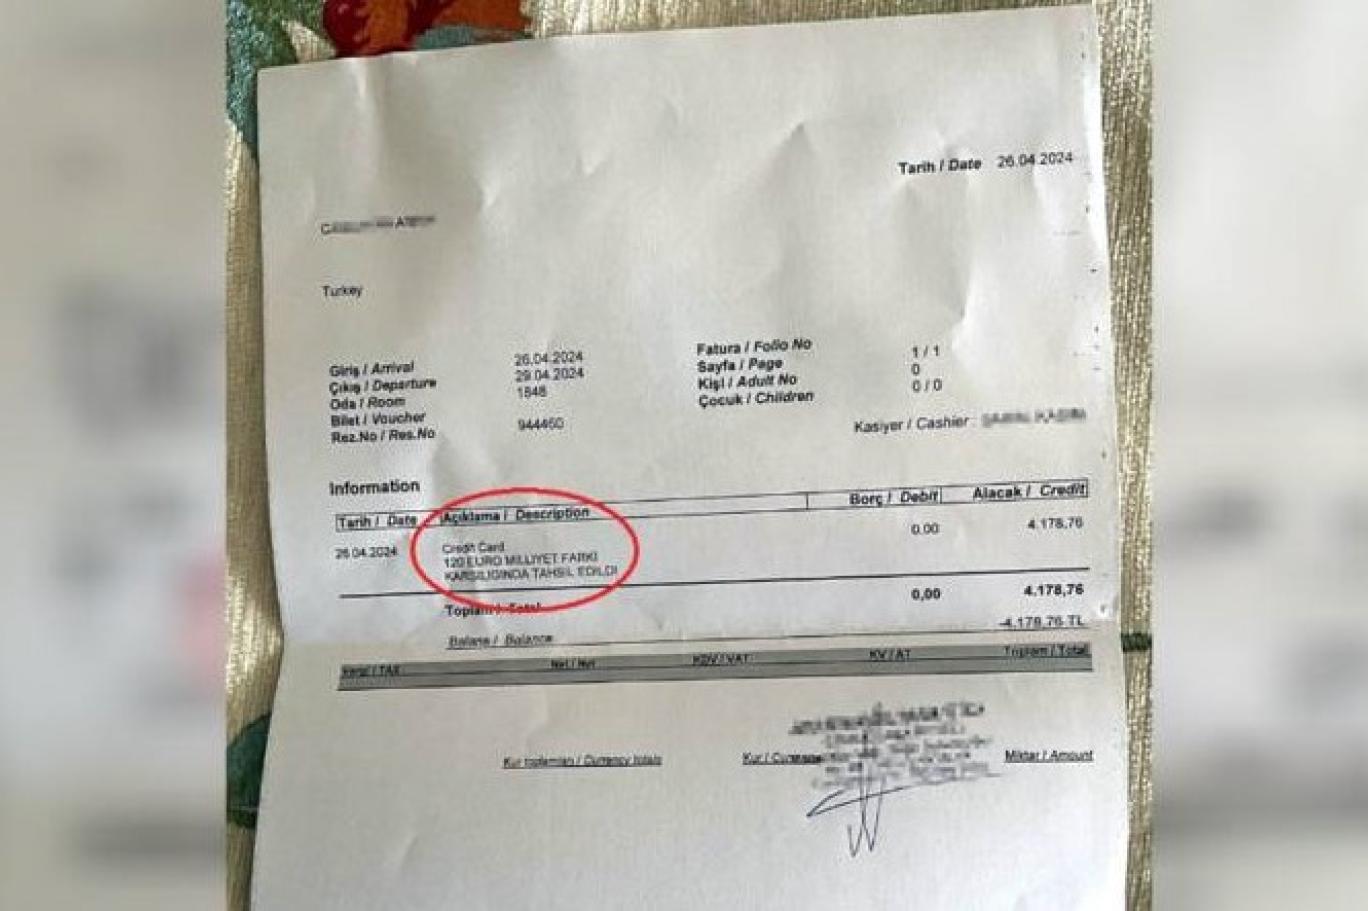 Tarih / Date 26.04.2024
Turkey
Giriş / Arrival 26.04.2024
Çıkış / Departure 29.04.2024
Oda / Room 1848
Bilet / Voucher
Rez.No / Res.No 944460
Fatura / Folio No
Sayfa / Page 1 / 1
Kişi / Adult No 0
Çocuk / Children 0 / 0
Kasiyer / Cashier :
Information
Tarih / Date Açıklama / Description Borç / Debit Alacak / Credit
26.04.2024 Credit Card 0.00 4.178,76
120 EURO MILLIYET FARKI
KARSILIGINDA TAHSIL EDILDI
Toplam / Total 0,00 4.178,76
Balans / Balance -4.178,76 TL
Vergi / TAX Net / Net KDV / VAT KV / AT Toplam / Total
Kur toplamları / Currency totals Kur / Miktar / Amount